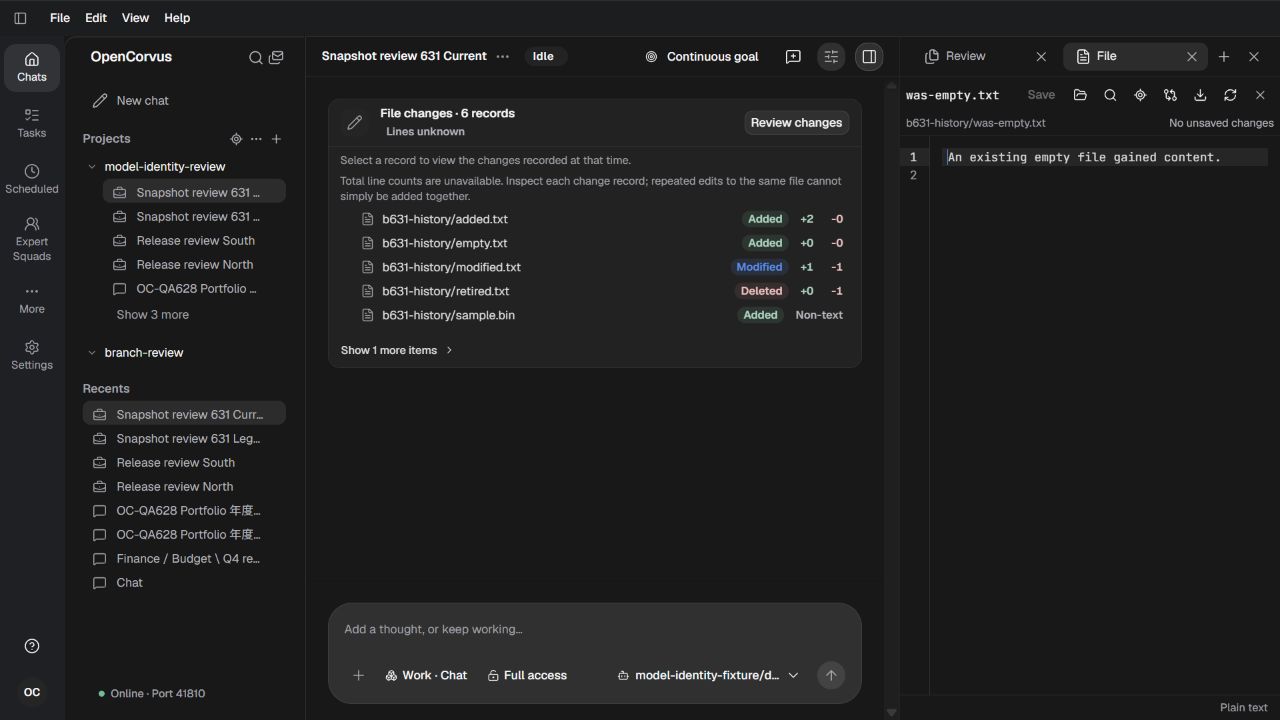 File Edit View Help
Chats
Tasks
Scheduled
Expert
Squads
More
Settings
OC
OpenCorvus
New chat
Projects
model-identity-review
Snapshot review 631 ...
Snapshot review 631 ...
Release review South
Release review North
OC-QA628 Portfolio ...
Show 3 more
branch-review
Recents
Snapshot review 631 Curr...
Snapshot review 631 Leg...
Release review South
Release review North
OC-QA628 Portfolio 年度...
OC-QA628 Portfolio 年度...
Finance / Budget \ Q4 re...
Chat
Online · Port 41810
Snapshot review 631 Current ... Idle Continuous goal
File changes · 6 records
Lines unknown
Review changes
Select a record to view the changes recorded at that time.
Total line counts are unavailable. Inspect each change record; repeated edits to the same file cannot
simply be added together.
b631-history/added.txt Added +2 -0
b631-history/empty.txt Added +0 -0
b631-history/modified.txt Modified +1 -1
b631-history/retired.txt Deleted +0 -1
b631-history/sample.bin Added Non-text
Show 1 more items
Add a thought, or keep working...
Work · Chat Full access model-identity-fixture/d...
Review File
was-empty.txt Save
b631-history/was-empty.txt No unsaved changes
1 An existing empty file gained content.
2
Plain text